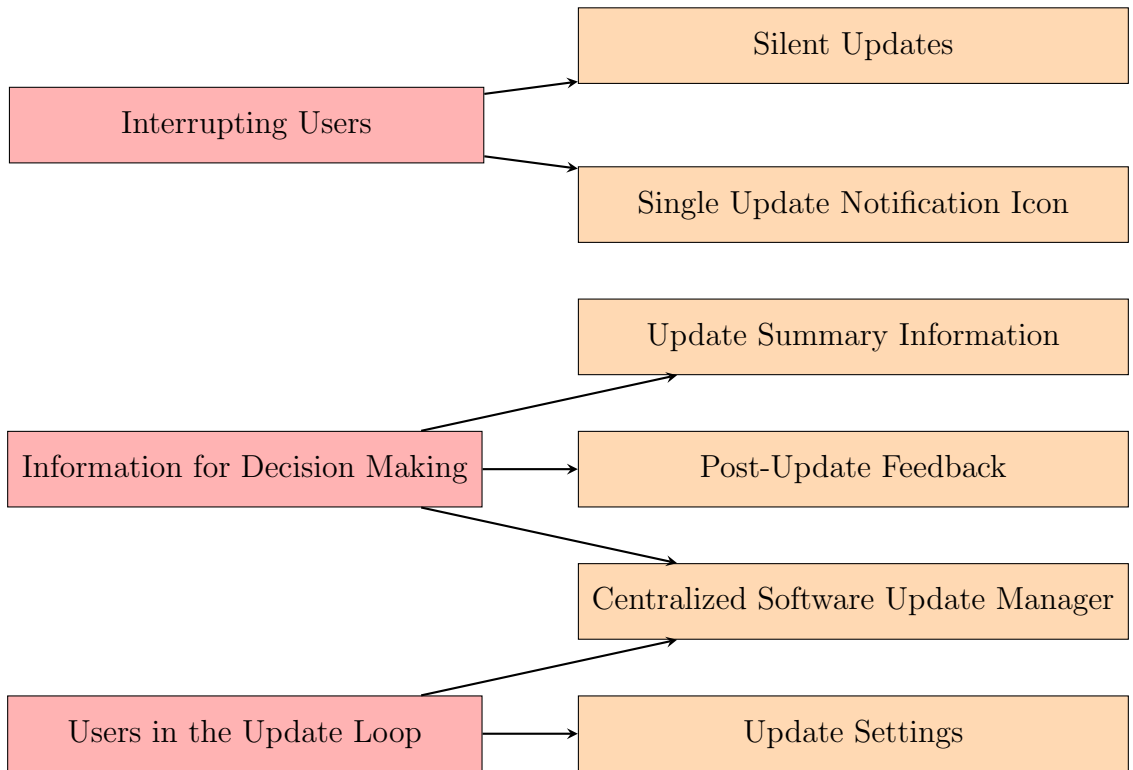 Silent Updates
Interrupting Users
Single Update Notification Icon
Update Summary Information
Information for Decision Making
Post-Update Feedback
Centralized Software Update Manager
Users in the Update Loop
Update Settings